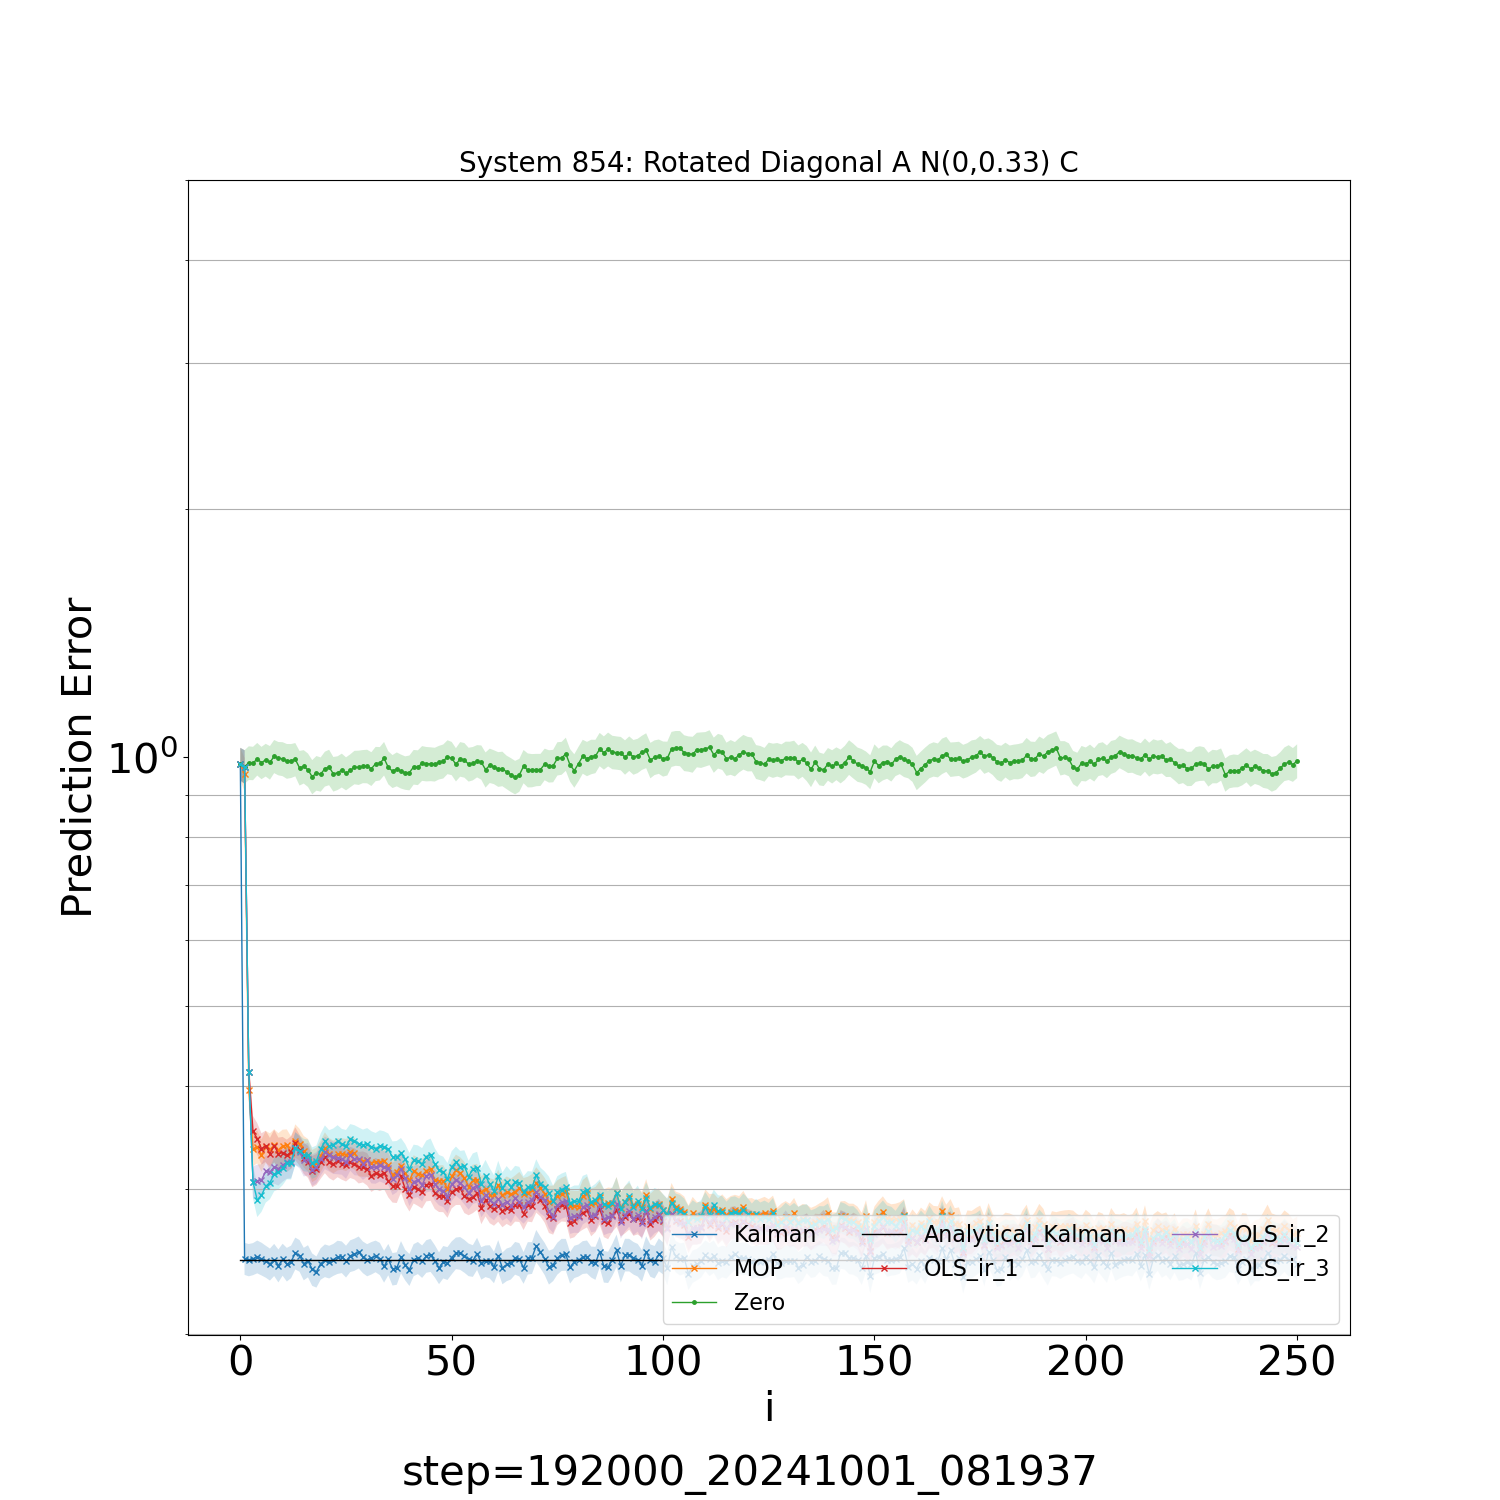 System 854: Rotated Diagonal A N(0,0.33) C
Prediction Error
10⁰
Kalman
MOP
Zero
Analytical_Kalman
OLS_ir_1
OLS_ir_2
OLS_ir_3
0 50 100 150 200 250
i
step=192000_20241001_081937